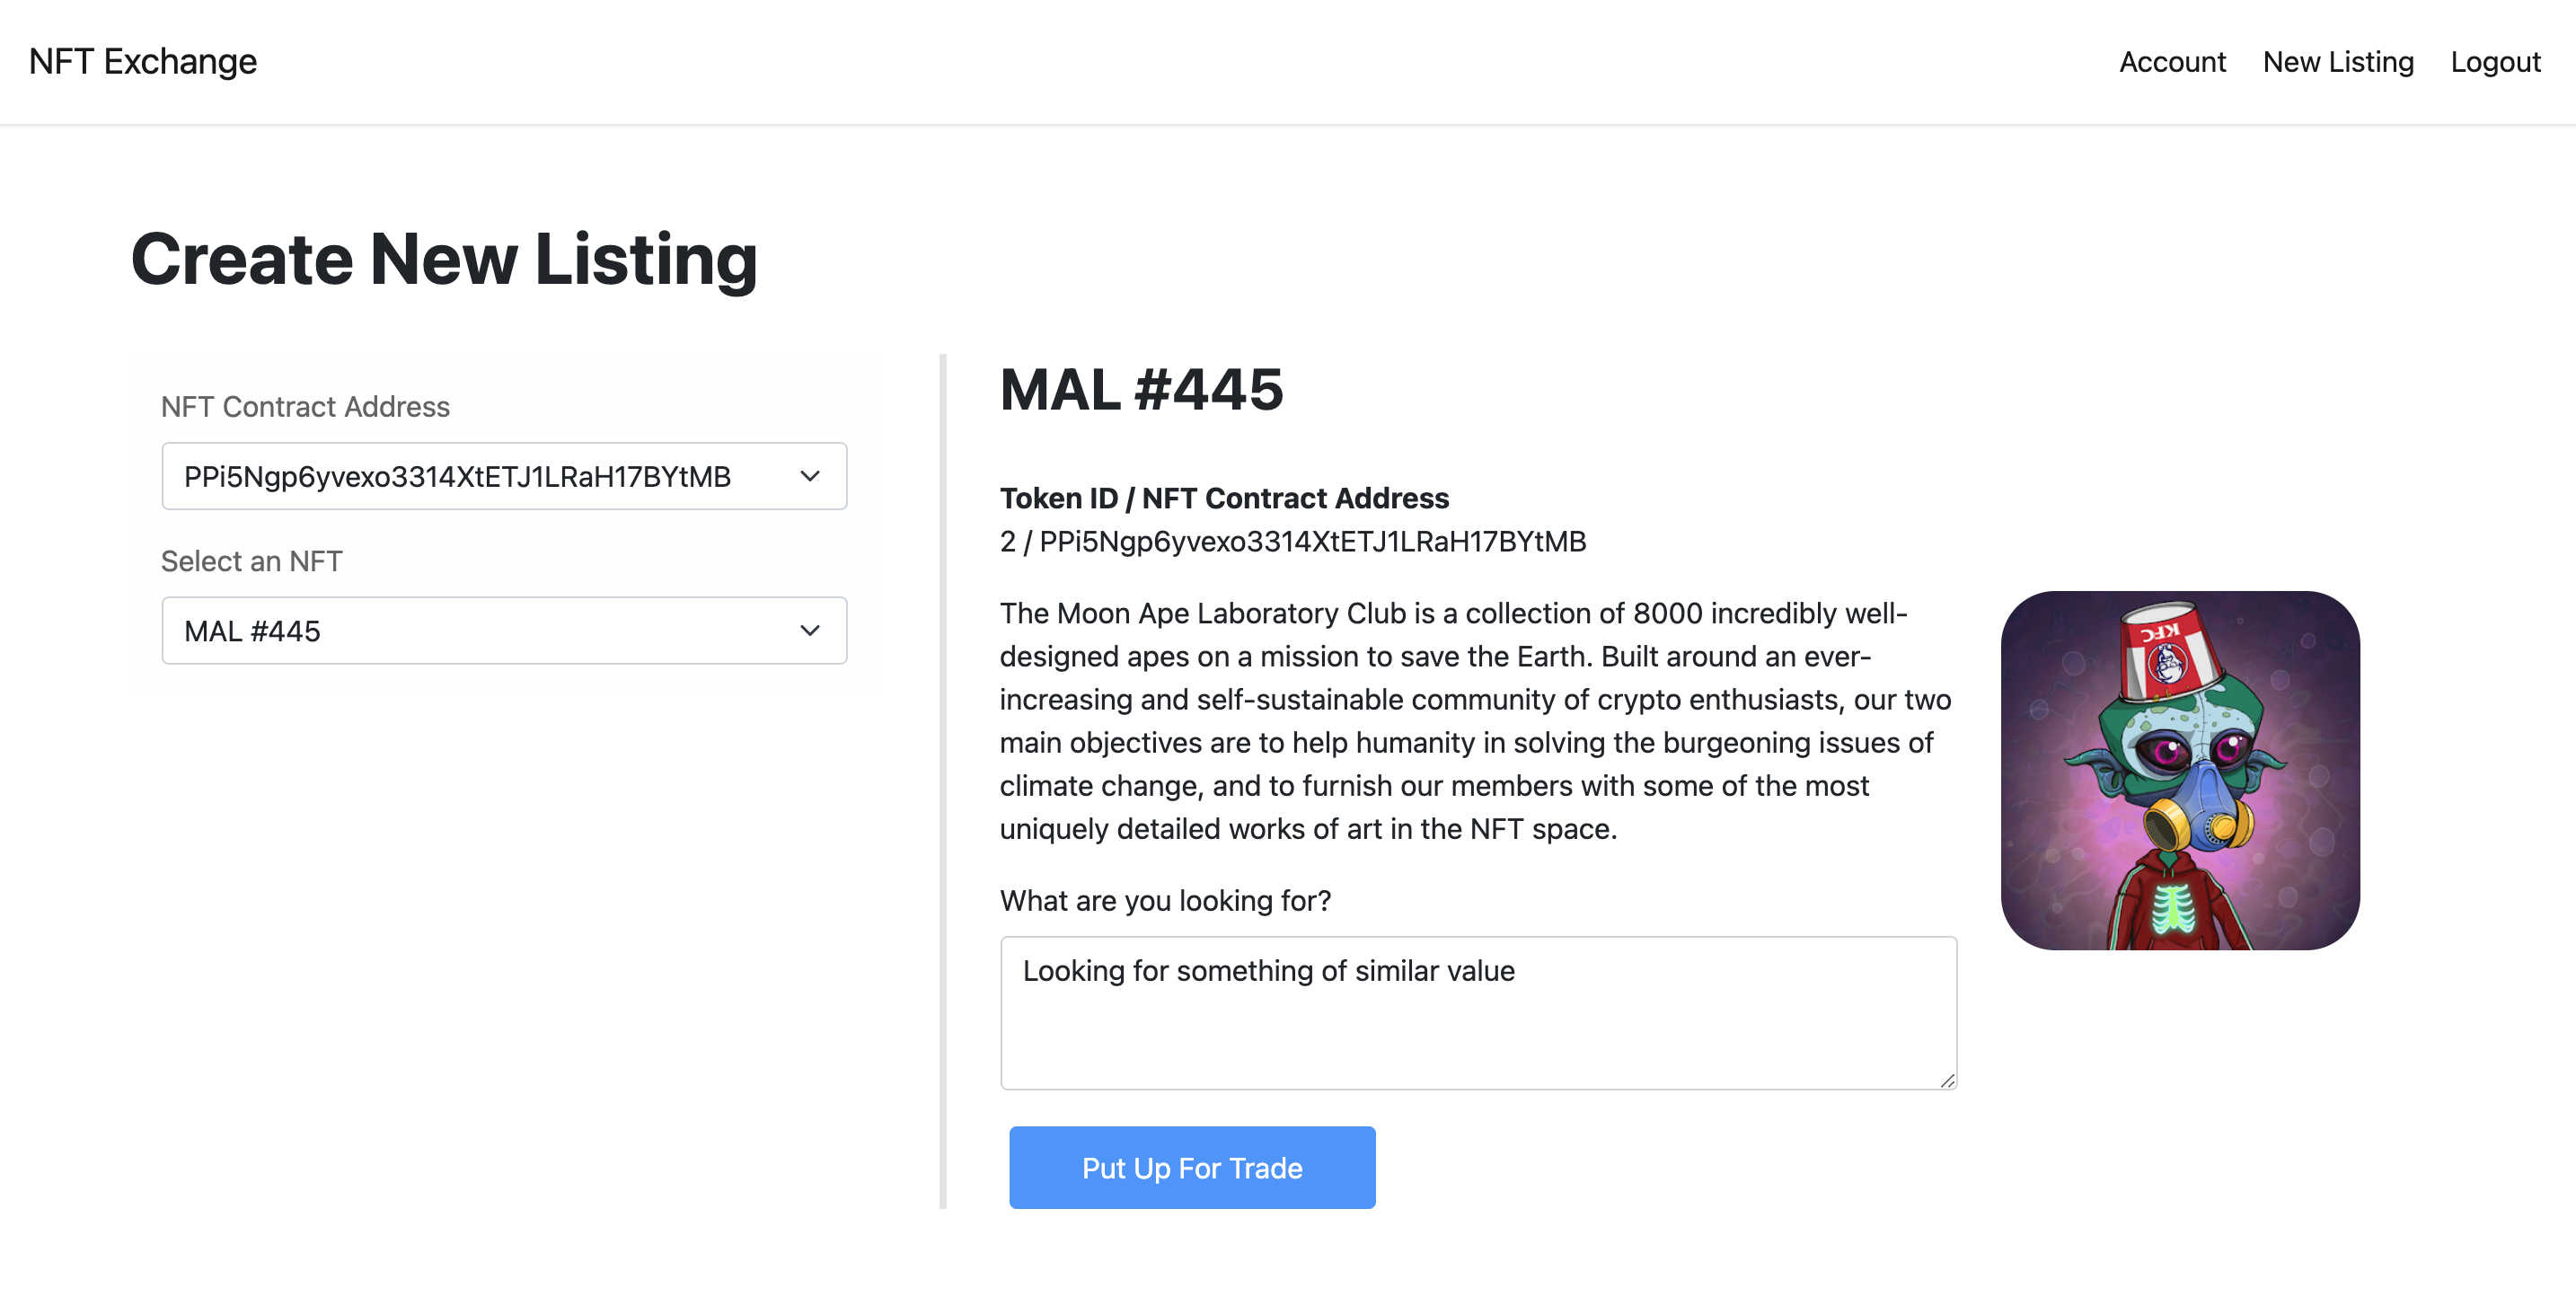 NFT Exchange
Account
New Listing
Logout
Create New Listing
NFT Contract Address
PPi5Ngp6yvexo3314XtETJ1LRaH17BYtMB
Select an NFT
MAL #445
MAL #445
Token ID / NFT Contract Address
2 / PPi5Ngp6yvexo3314XtETJ1LRaH17BYtMB
The Moon Ape Laboratory Club is a collection of 8000 incredibly well-
designed apes on a mission to save the Earth. Built around an ever-
increasing and self-sustainable community of crypto enthusiasts, our two
main objectives are to help humanity in solving the burgeoning issues of
climate change, and to furnish our members with some of the most
uniquely detailed works of art in the NFT space.
KFC
What are you looking for?
Looking for something of similar value
Put Up For Trade